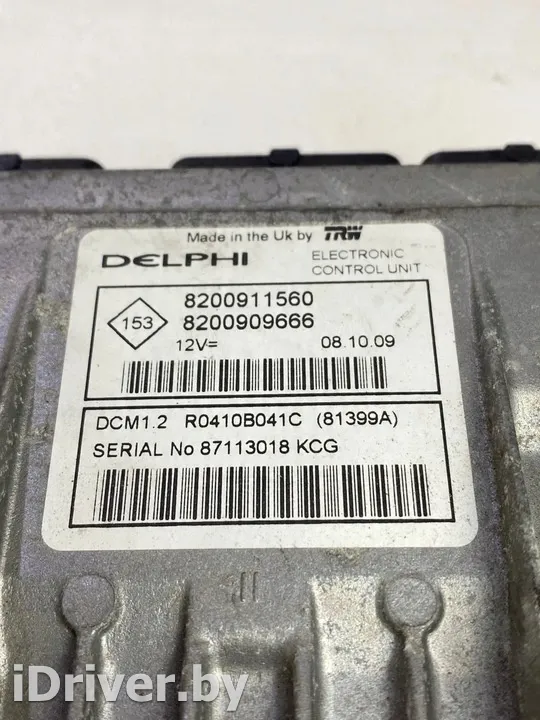 Made in the Uk by TRW
DELPHI ELECTRONIC
CONTROL UNIT
153
8200911560
8200909666
12V= 08.10.09
DCM1.2 R0410B041C (81399A)
SERIAL No 87113018 KCG
iDriver.by